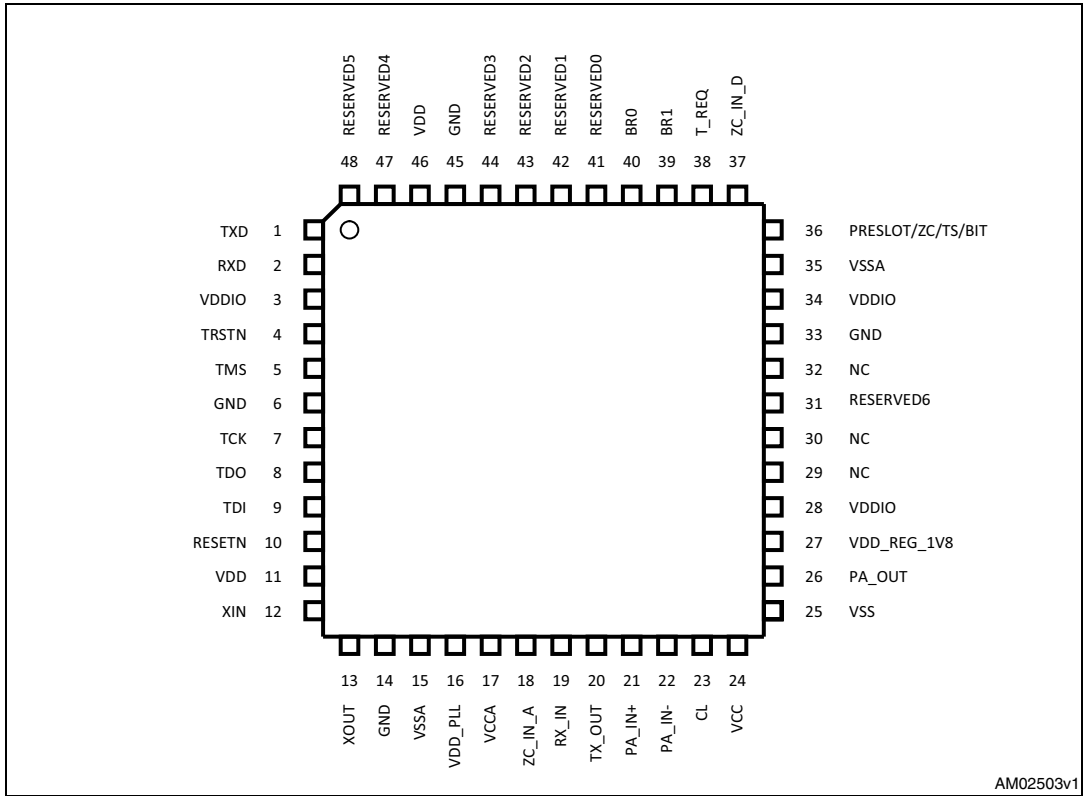 RESERVED5
RESERVED4
VDD
GND
RESERVED3
RESERVED2
RESERVED1
RESERVED0
BR0
BR1
T_REQ
ZC_IN_D
48 47 46 45 44 43 42 41 40 39 38 37
TXD 1
RXD 2
VDDIO 3
TRSTN 4
TMS 5
GND 6
TCK 7
TDO 8
TDI 9
RESETN 10
VDD 11
XIN 12
36 PRESLOT/ZC/TS/BIT
35 VSSA
34 VDDIO
33 GND
32 NC
31 RESERVED6
30 NC
29 NC
28 VDDIO
27 VDD_REG_1V8
26 PA_OUT
25 VSS
13 14 15 16 17 18 19 20 21 22 23 24
XOUT
GND
VSSA
VDD_PLL
VCCA
ZC_IN_A
RX_IN
TX_OUT
PA_IN+
PA_IN-
CL
VCC
AM02503v1